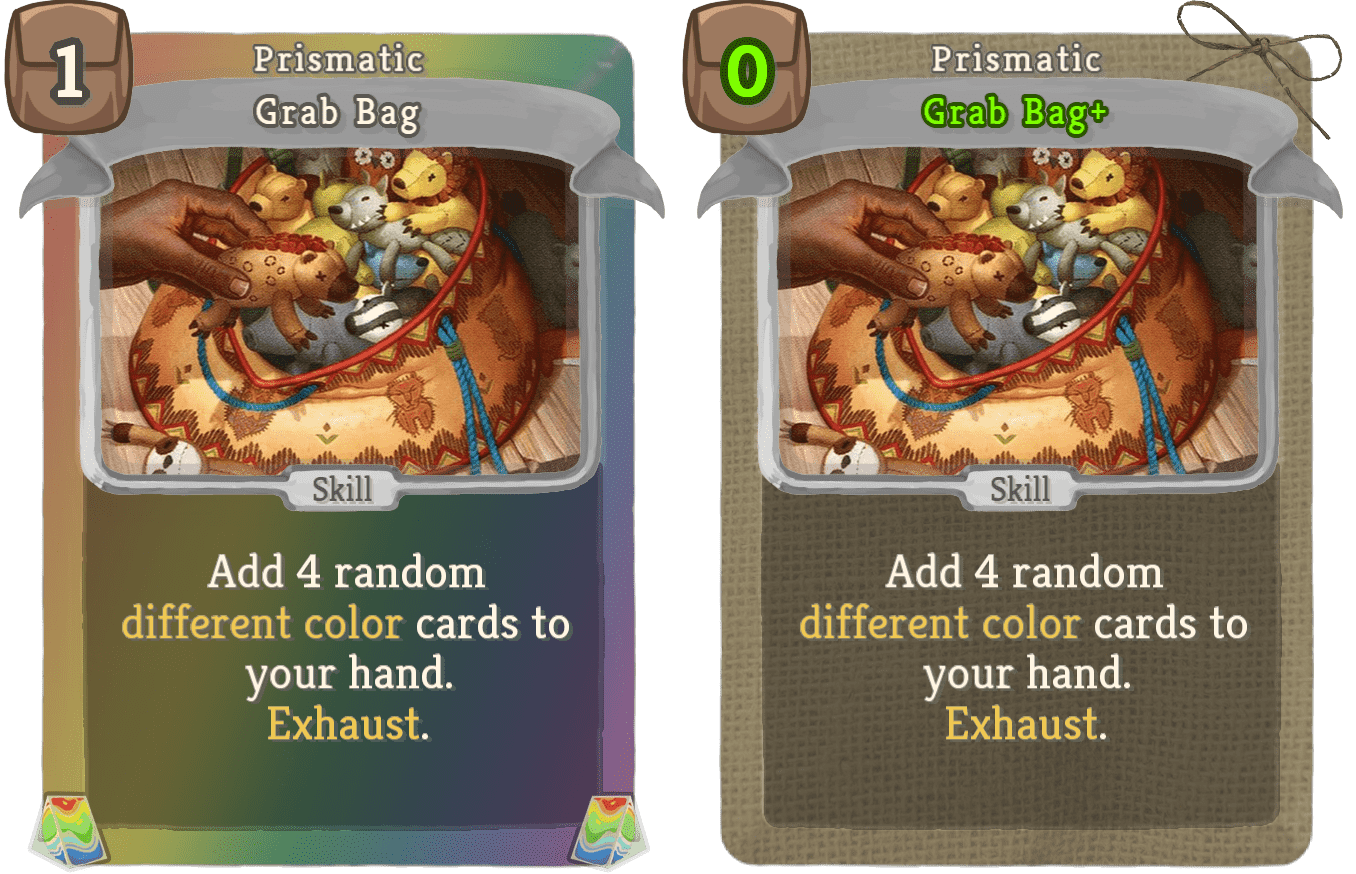 1
Prismatic
Grab Bag
Skill
Add 4 random
different color cards to
your hand.
Exhaust.
0
Prismatic
Grab Bag+
Skill
Add 4 random
different color cards to
your hand.
Exhaust.